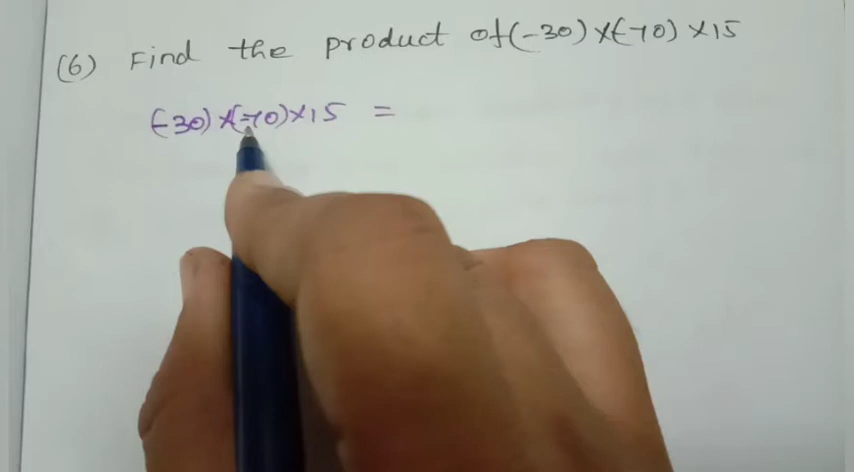 (6) Find the product of (-30) × (-70) × 15
(-30) × (-70) × 15 =